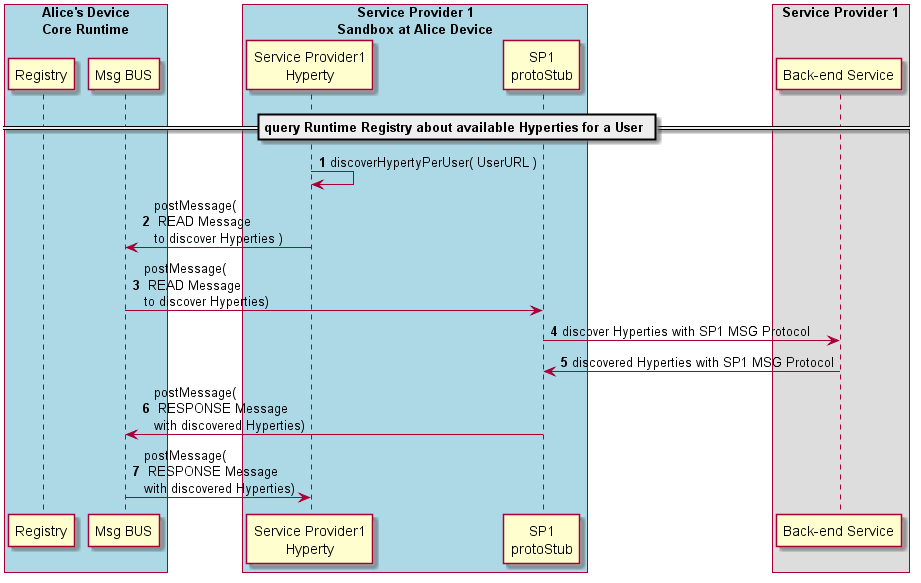 Alice's Device
Core Runtime
Service Provider 1
Sandbox at Alice Device
Service Provider 1
Registry
Msg BUS
Service Provider1
Hyperty
SP1
protoStub
Back-end Service
query Runtime Registry about available Hyperties for a User
1 discoverHypertyPerUser( UserURL )
postMessage(
2 READ Message
to discover Hyperties )
postMessage(
3 READ Message
to discover Hyperties)
4 discover Hyperties with SP1 MSG Protocol
5 discovered Hyperties with SP1 MSG Protocol
postMessage(
6 RESPONSE Message
with discovered Hyperties)
postMessage(
7 RESPONSE Message
with discovered Hyperties)
Registry
Msg BUS
Service Provider1
Hyperty
SP1
protoStub
Back-end Service